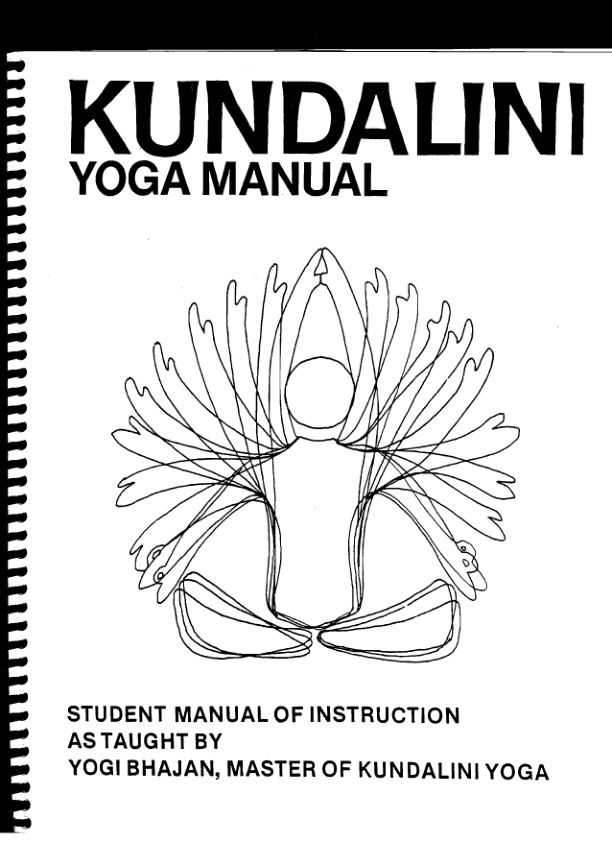 KUNDALINI
YOGA MANUAL
STUDENT MANUAL OF INSTRUCTION
AS TAUGHT BY
YOGI BHAJAN, MASTER OF KUNDALINI YOGA